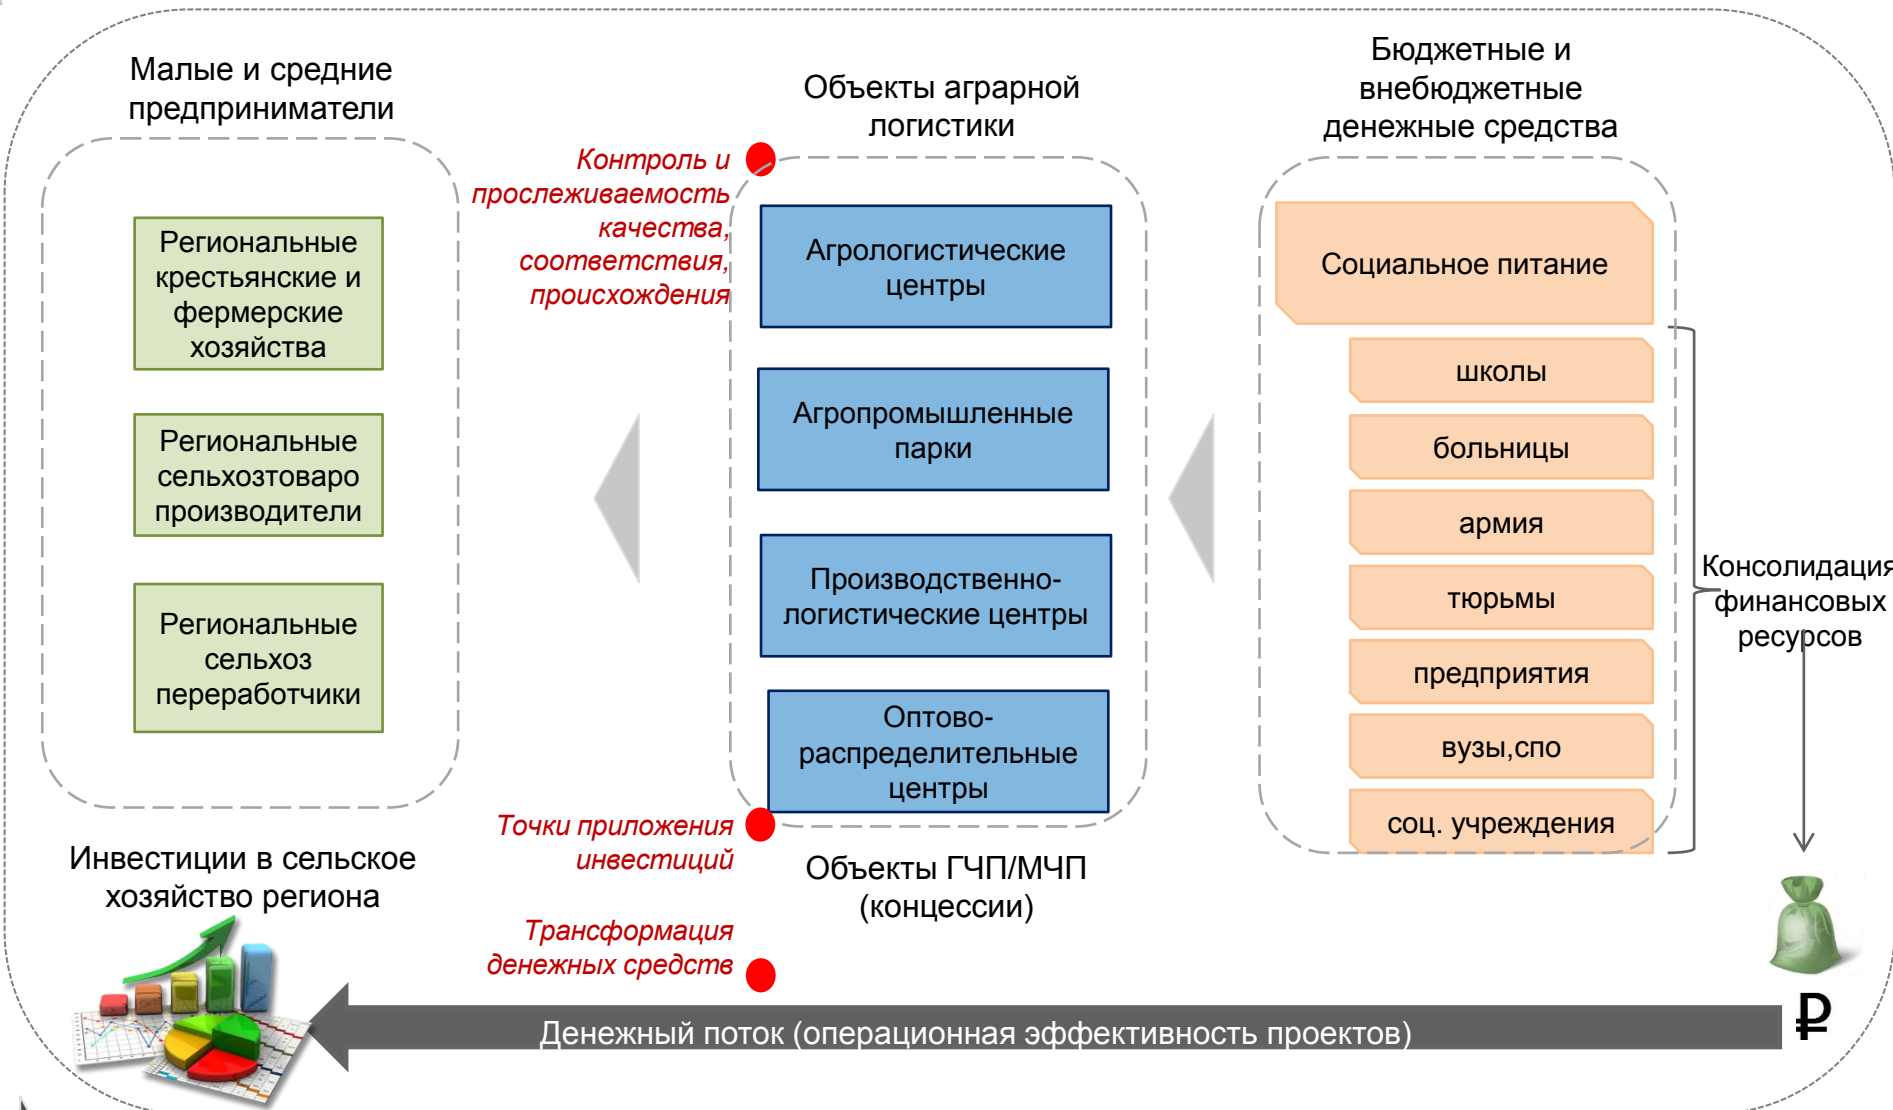 Малые и средние
предприниматели
Региональные
крестьянские и
фермерские
хозяйства
Региональные
сельхозтоваро
производители
Региональные
сельхоз
переработчики
Инвестиции в сельское
хозяйство региона
Контроль и
прослеживаемость
качества,
соответствия,
происхождения
Объекты аграрной
логистики
Агрологистические
центры
Агропромышленные
парки
Производственно-
логистические центры
Оптово-
распределительные
центры
Точки приложения
инвестиций
Объекты ГЧП/МЧП
(концессии)
Трансформация
денежных средств
Бюджетные и
внебюджетные
денежные средства
Социальное питание
школы
больницы
армия
тюрьмы
предприятия
вузы,спо
соц. учреждения
Консолидация
финансовых
ресурсов
₽
Денежный поток (операционная эффективность проектов)